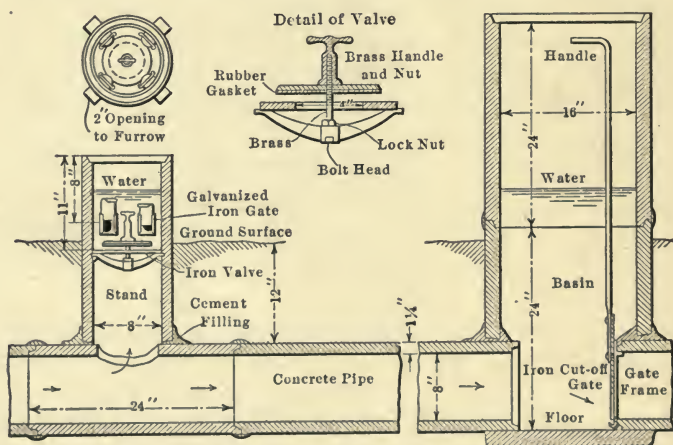 Detail of Valve
Brass Handle
and Nut
Rubber
Gasket
4"
Brass
Lock Nut
Bolt Head
2" Opening
to Furrow
Handle
16"
24"
Water
Water
8"
11"
Galvanized
Iron Gate
Ground Surface
Iron Valve
Stand
8"
12"
Cement
Filling
Basin
24"
1¼"
Iron Cut-off
Gate
Gate
Frame
8"
Concrete Pipe
24"
Floor